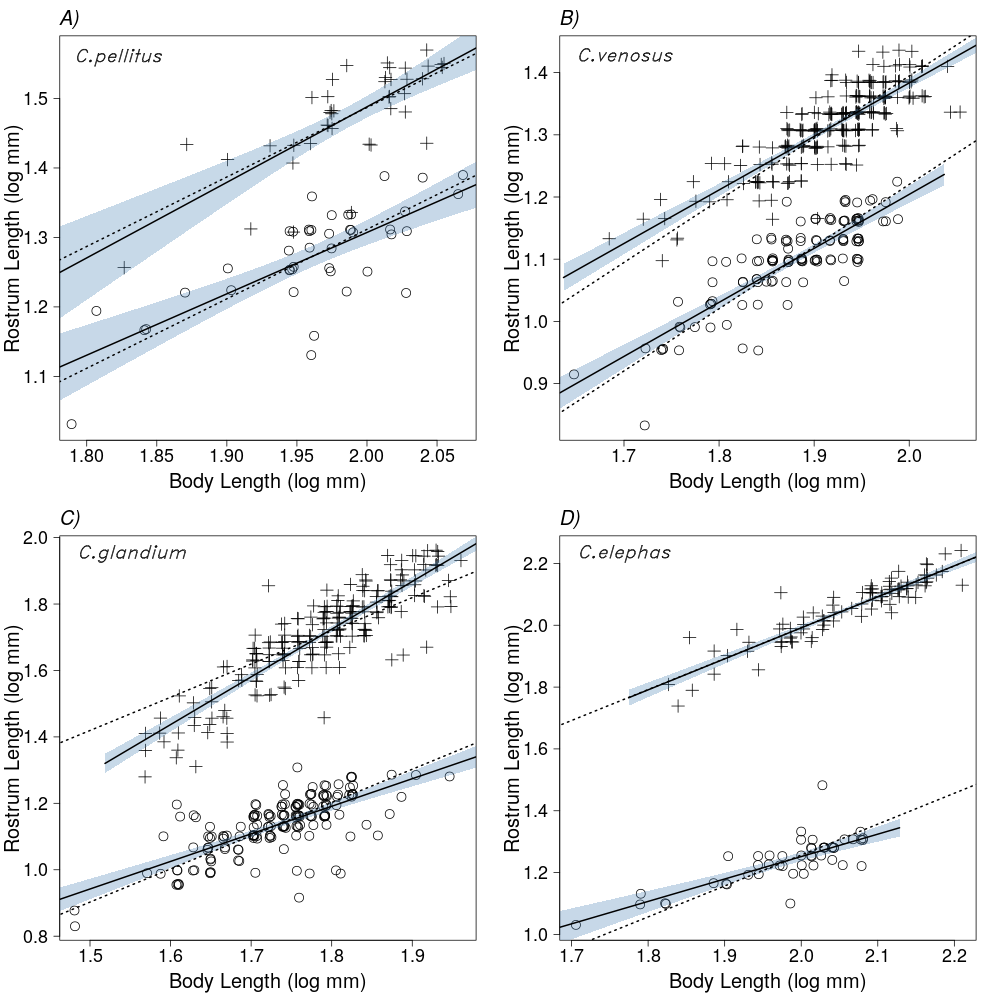 A)
C.pellitus
Rostrum Length (log mm)
1.5
1.4
1.3
1.2
1.1
1.80 1.85 1.90 1.95 2.00 2.05
Body Length (log mm)
B)
C.venosus
Rostrum Length (log mm)
1.4
1.3
1.2
1.1
1.0
0.9
1.7 1.8 1.9 2.0
Body Length (log mm)
C)
C.glandium
Rostrum Length (log mm)
2.0
1.8
1.6
1.4
1.2
1.0
0.8
1.5 1.6 1.7 1.8 1.9
Body Length (log mm)
D)
C.elephas
Rostrum Length (log mm)
2.2
2.0
1.8
1.6
1.4
1.2
1.0
1.7 1.8 1.9 2.0 2.1 2.2
Body Length (log mm)